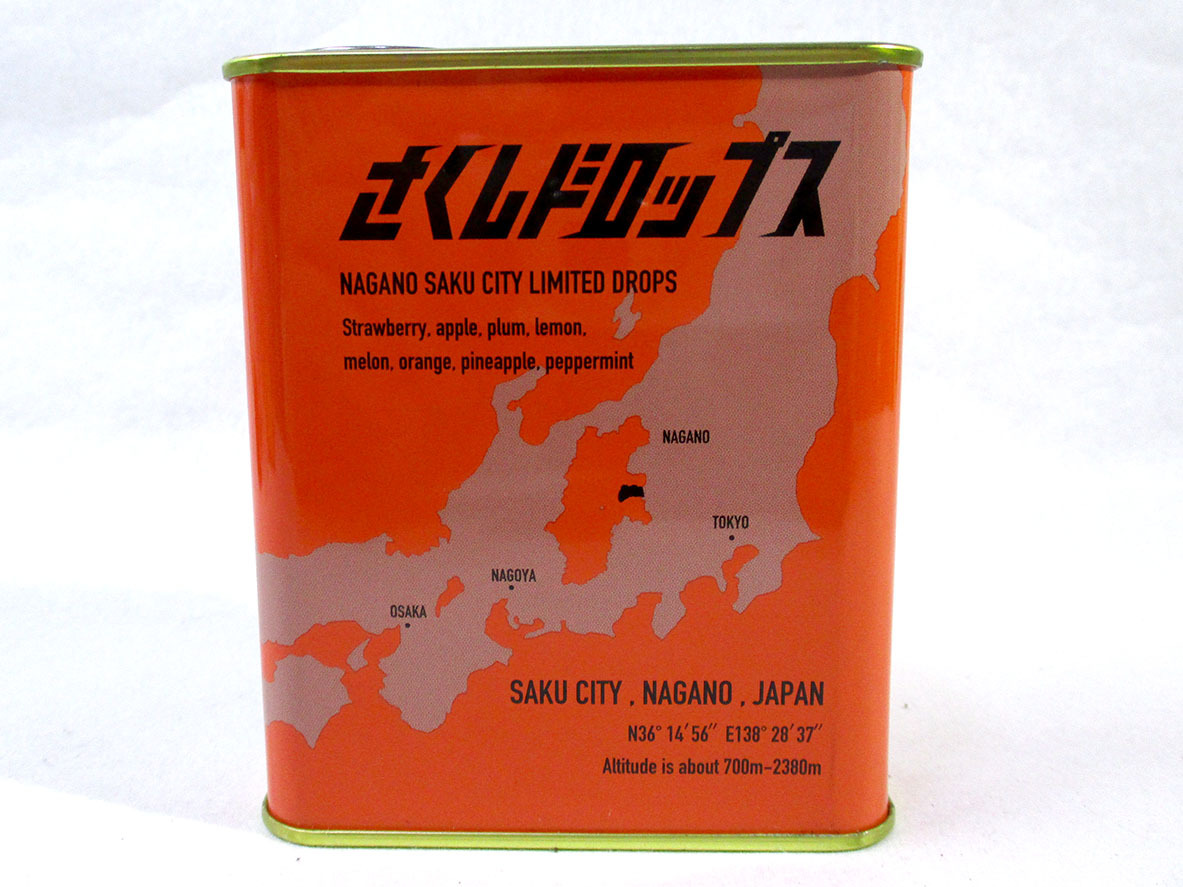 さくしドロップス
NAGANO SAKU CITY LIMITED DROPS
Strawberry, apple, plum, lemon,
melon, orange, pineapple, peppermint
NAGANO
TOKYO
NAGOYA
OSAKA
SAKU CITY , NAGANO , JAPAN
N36° 14′ 56″ E138° 28′ 37″
Altitude is about 700m-2380m